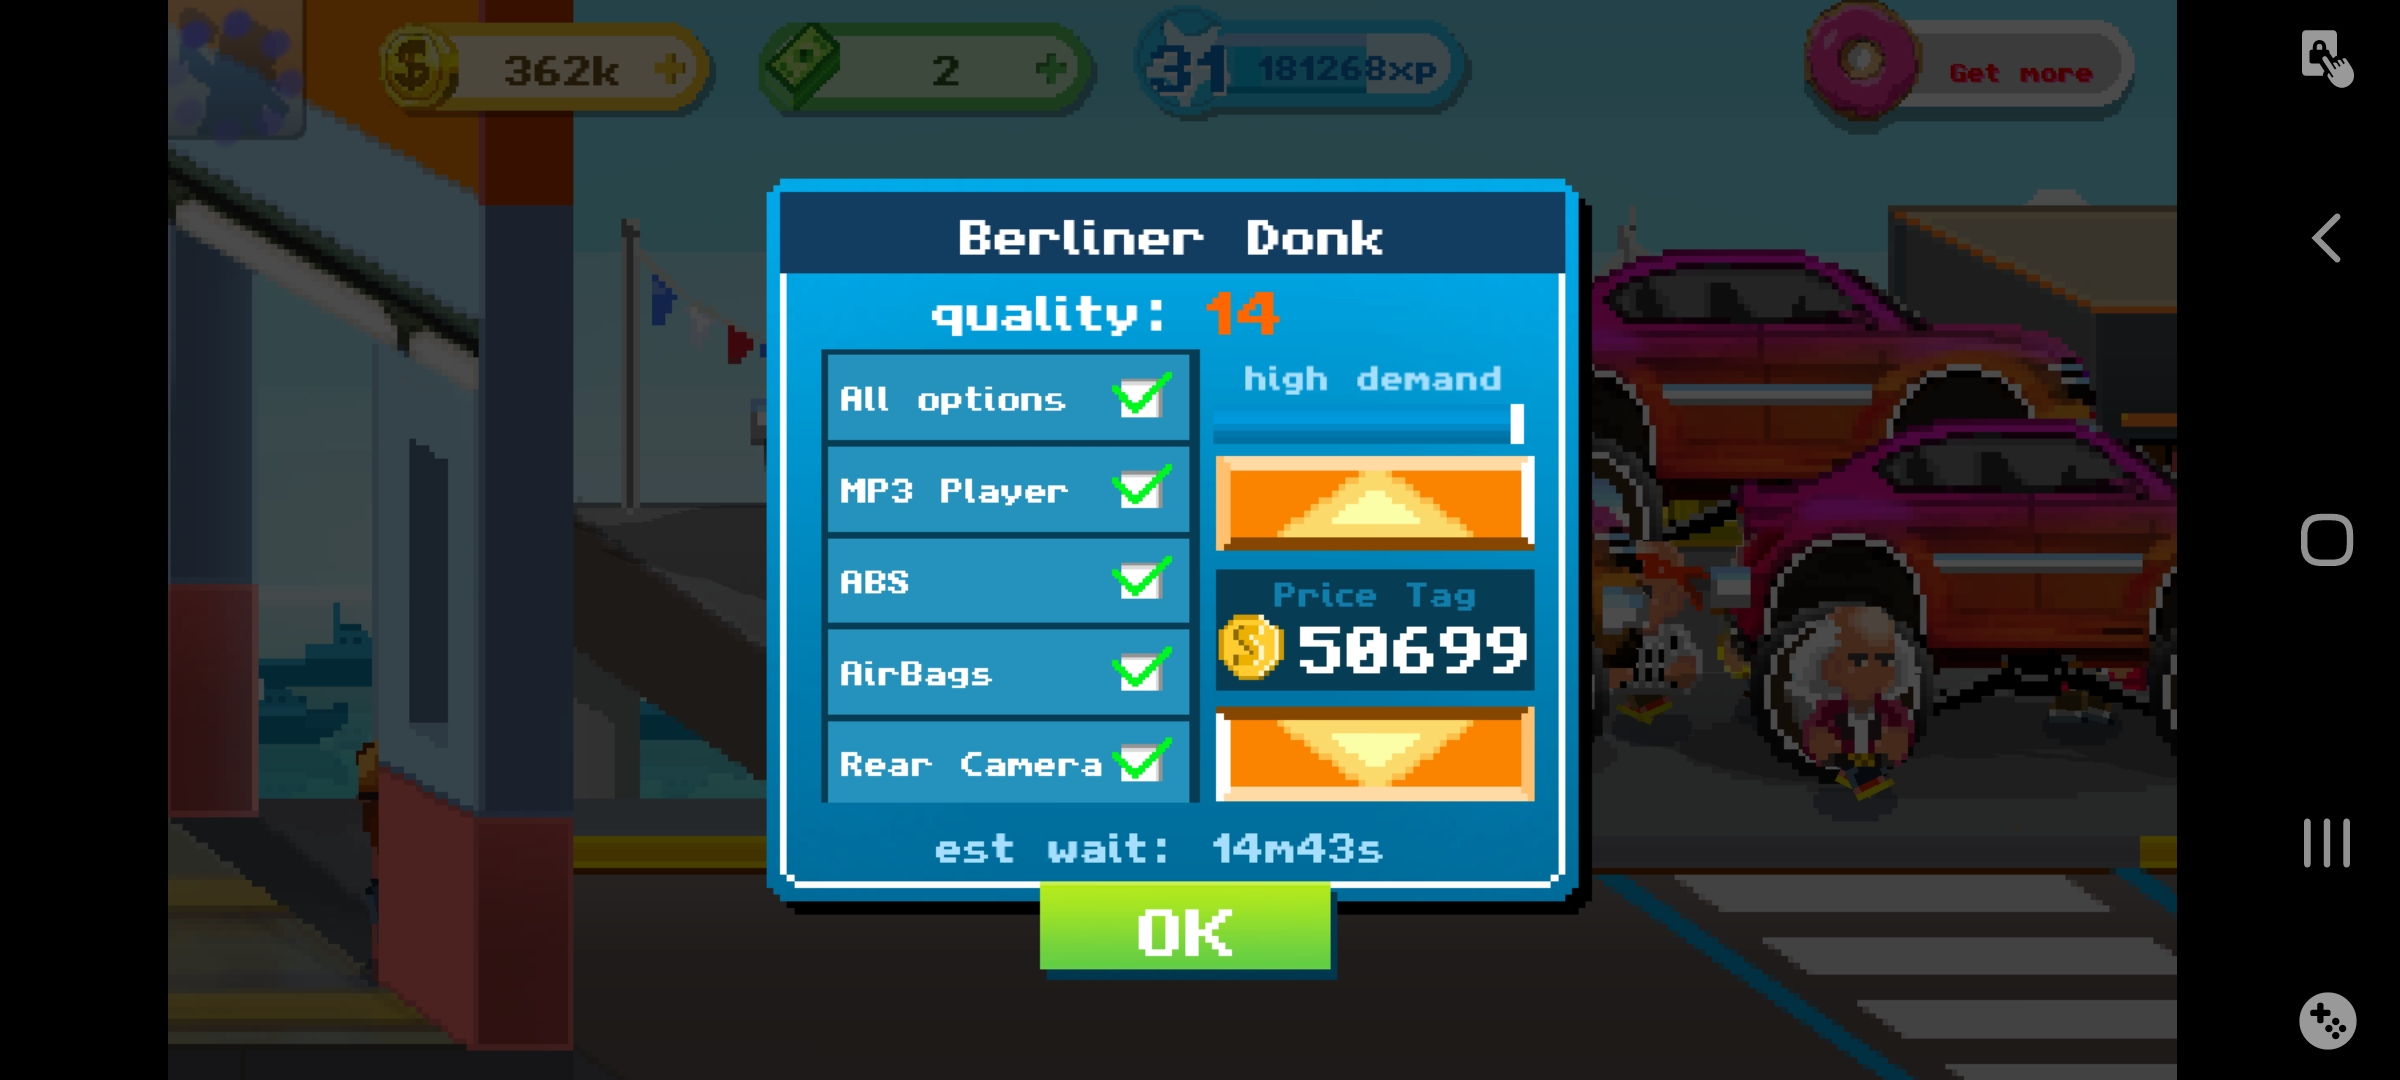 362k
2
31
181268xp
Get more
Berliner Donk
quality: 14
All options
MP3 Player
ABS
AirBags
Rear Camera
high demand
Price Tag
50699
est wait: 14m43s
OK